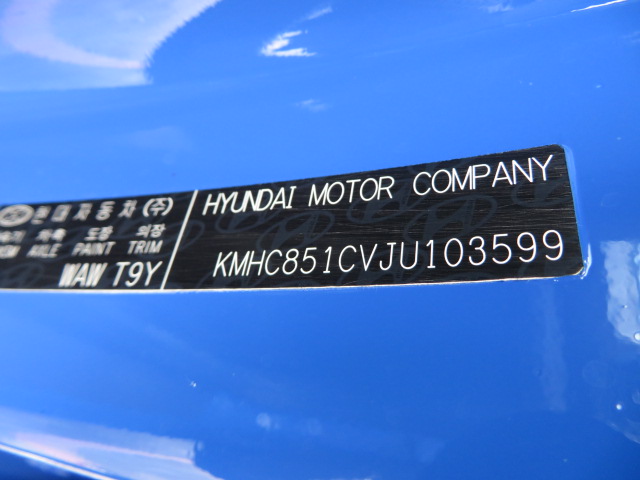 현대자동차(주)
차축 도장 의장
AXLE PAINT TRIM
WAW T9Y
HYUNDAI MOTOR COMPANY
KMHC851CVJU103599